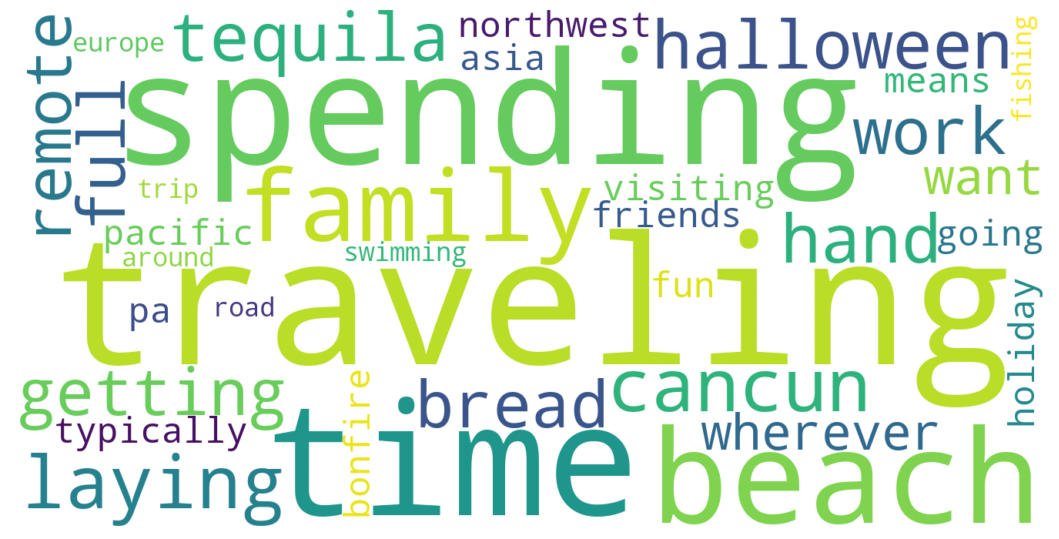 europe
tequila
northwest
asia
halloween
means
fishing
remote
full
spending
work
trip
family
visiting
friends
want
pacific
around
swimming
hand
going
traveling
pa
road
fun
holiday
getting
typically
bonfire
bread
cancun
wherever
laying
time
beach